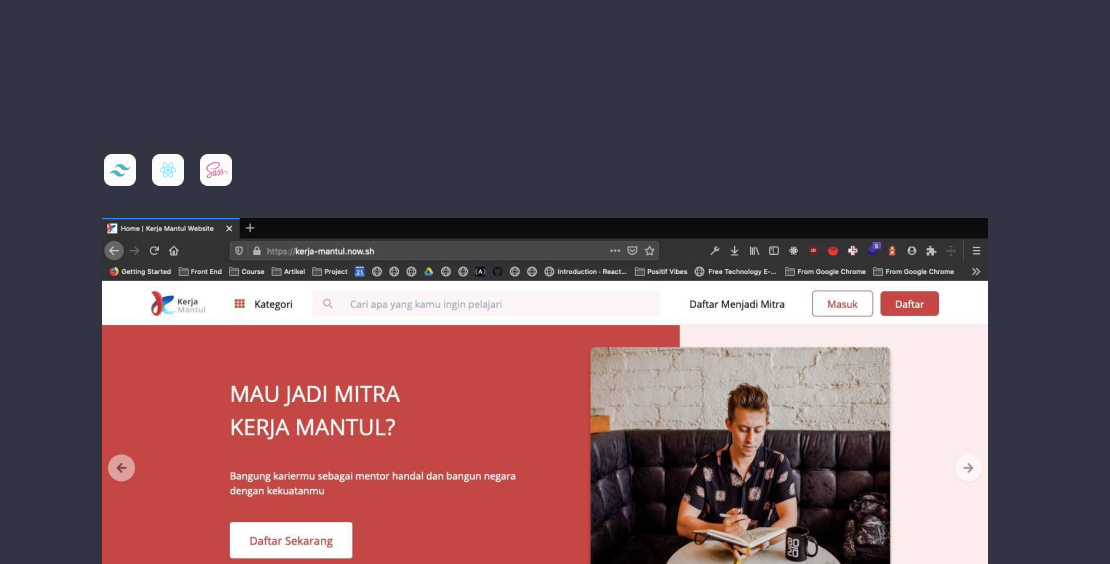 Sass
Home | Kerja Mantul Website
https://kerja-mantul.now.sh
5
Getting Started
Front End
Course
Artikel
Project
21
Introduction - React...
Positif Vibes
Free Technology E-...
From Google Chrome
From Google Chrome
Kerja
Mantul
Kategori
Cari apa yang kamu ingin pelajari
Daftar Menjadi Mitra
Masuk
Daftar
MAU JADI MITRA
KERJA MANTUL?
Bangung kariermu sebagai mentor handal dan bangun negara
dengan kekuatanmu
Daftar Sekarang